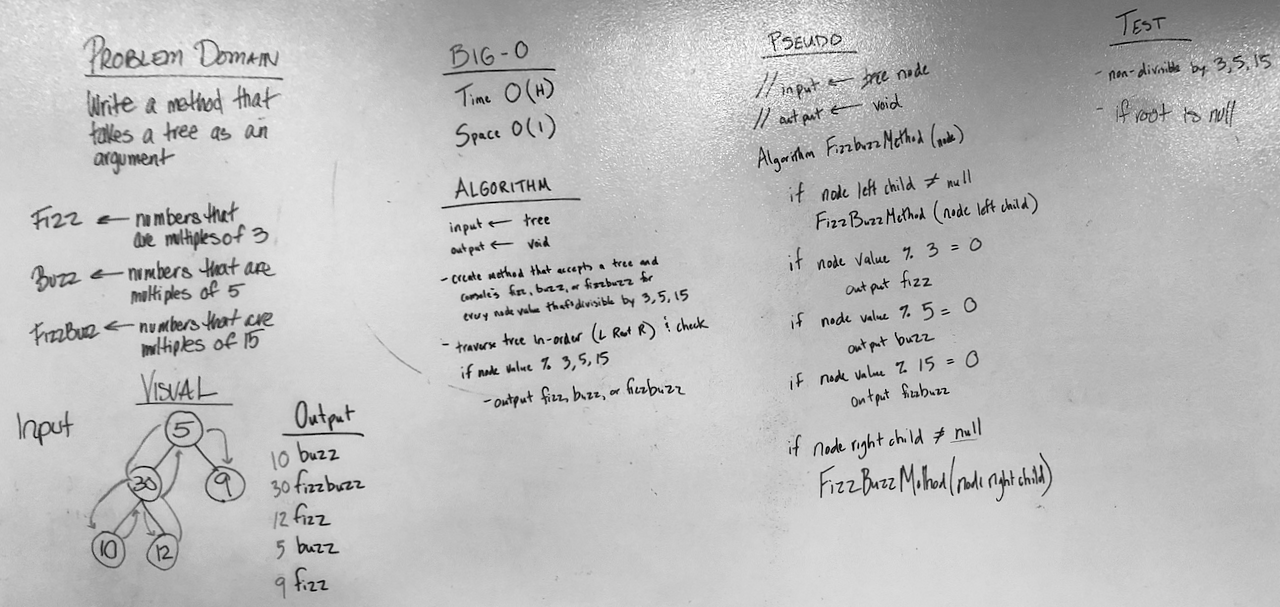 PROBLEM DOMAIN
Write a method that
takes a tree as an
argument
FIZZ ← numbers that
are multiples of 3
BUZZ ← numbers that are
multiples of 5
FIZZBUZZ ← numbers that are
multiples of 15
VISUAL
Input
5
30
9
10
12
Output
10 buzz
30 fizzbuzz
12 fizz
5 buzz
9 fizz
BIG-O
Time O(H)
Space O(1)
ALGORITHM
input ← tree
output ← void
- create method that accepts a tree and
console's fizz, buzz, or fizzbuzz for
every node value that's divisible by 3, 5, 15
- traverse tree in-order (L Root R) & check
if node value % 3, 5, 15
- output fizz, buzz, or fizzbuzz
PSEUDO
// input ← tree node
// output ← void
Algorithm FizzbuzzMethod (node)
if node left child ≠ null
FizzBuzzMethod (node left child)
if node value % 3 = 0
output fizz
if node value % 5 = 0
output buzz
if node value % 15 = 0
output fizzbuzz
if node right child ≠ null
FizzBuzzMethod (node right child)
TEST
- non-divisible by 3, 5, 15
- if root is null